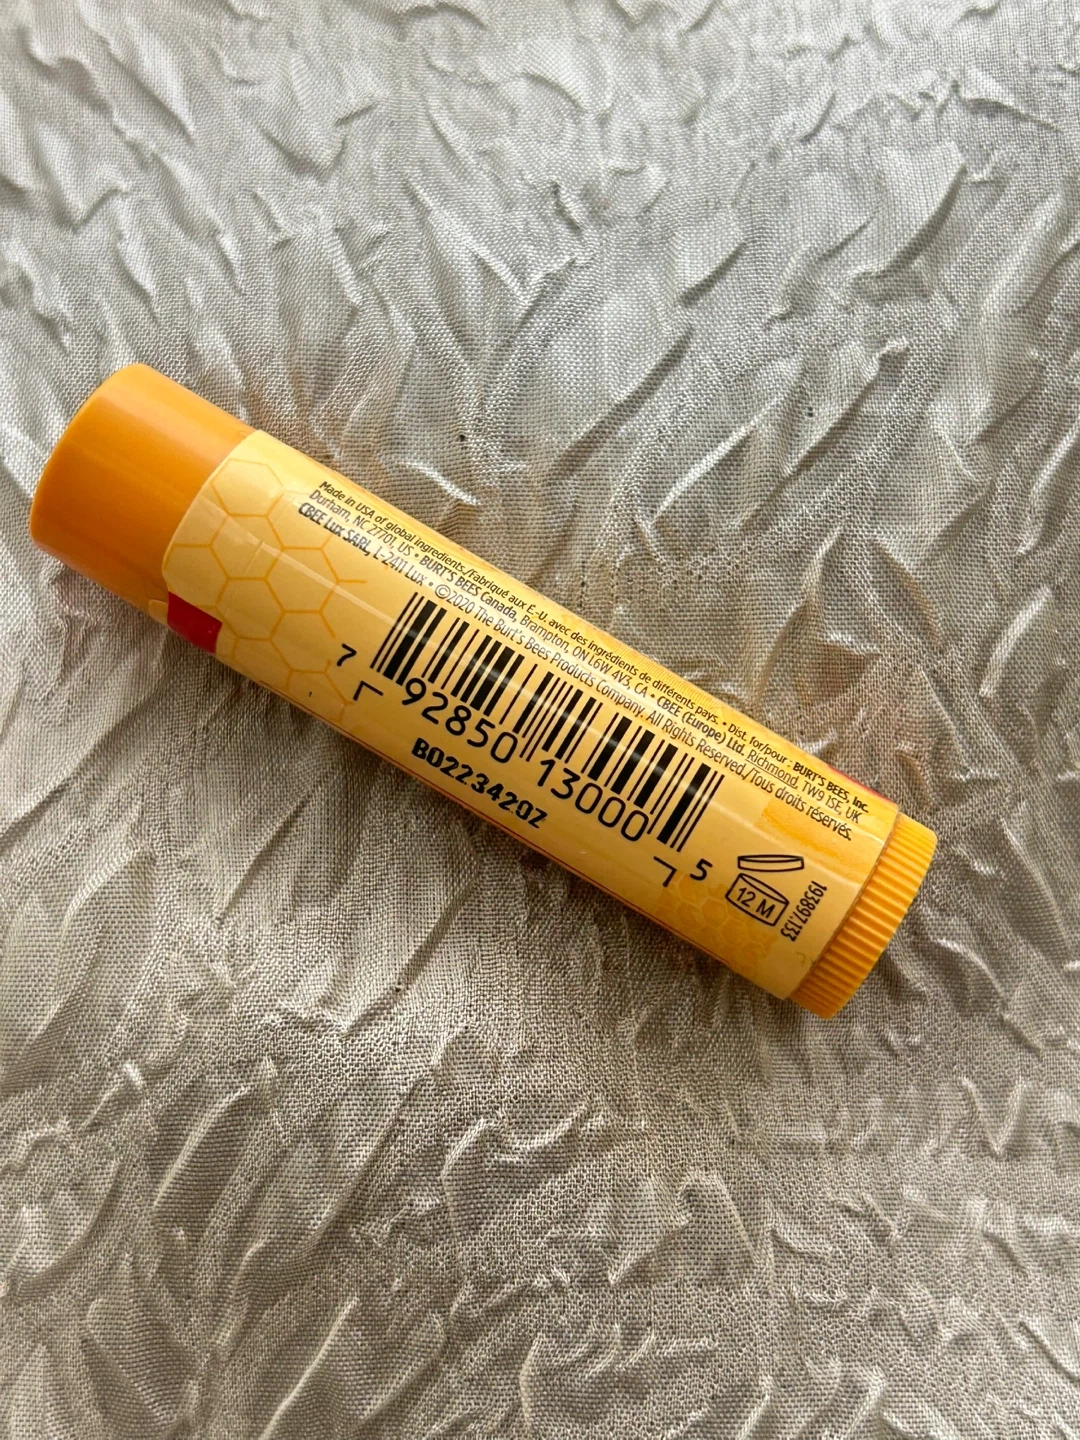 Made in USA of global ingredients./Fabriqué aux É.-U. avec des ingrédients de différents pays. • Dist. for/pour : BURT'S BEES, Inc.
Durham, NC 27701, US • BURT'S BEES Canada, Brampton, ON L6W 4V3, CA • CBEE (Europe) Ltd. Richmond, TW9 1SE, UK
CBEE Lux SARL, L-2411 Lux • ©2020 The Burt's Bees Products Company. All Rights Reserved./Tous droits réservés.
7 92850 13000 5
B0223420Z
12 M
193897.133